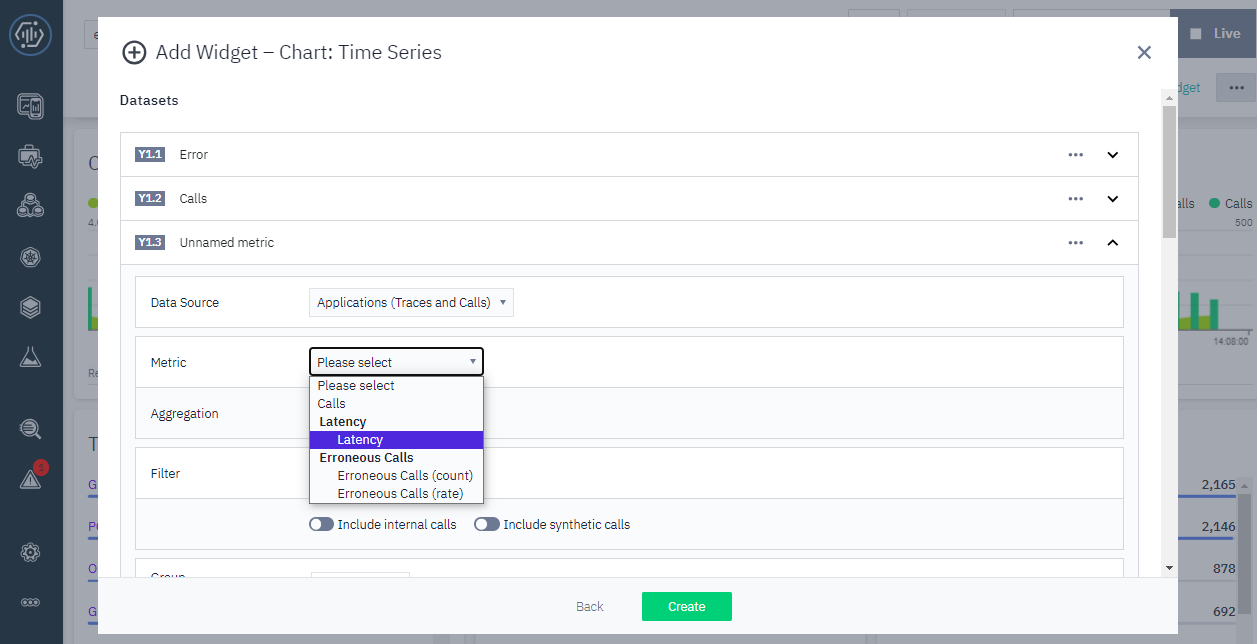 Add Widget – Chart: Time Series
Live
Datasets
Y1.1 Error
Y1.2 Calls
Y1.3 Unnamed metric
Data Source Applications (Traces and Calls)
Metric Please select
Please select
Calls
Aggregation
Latency
Latency
Erroneous Calls
Filter
Erroneous Calls (count)
Erroneous Calls (rate)
Include internal calls Include synthetic calls
Group
Back Create
Calls
500
14:08:00
2,165
2,146
878
692
1